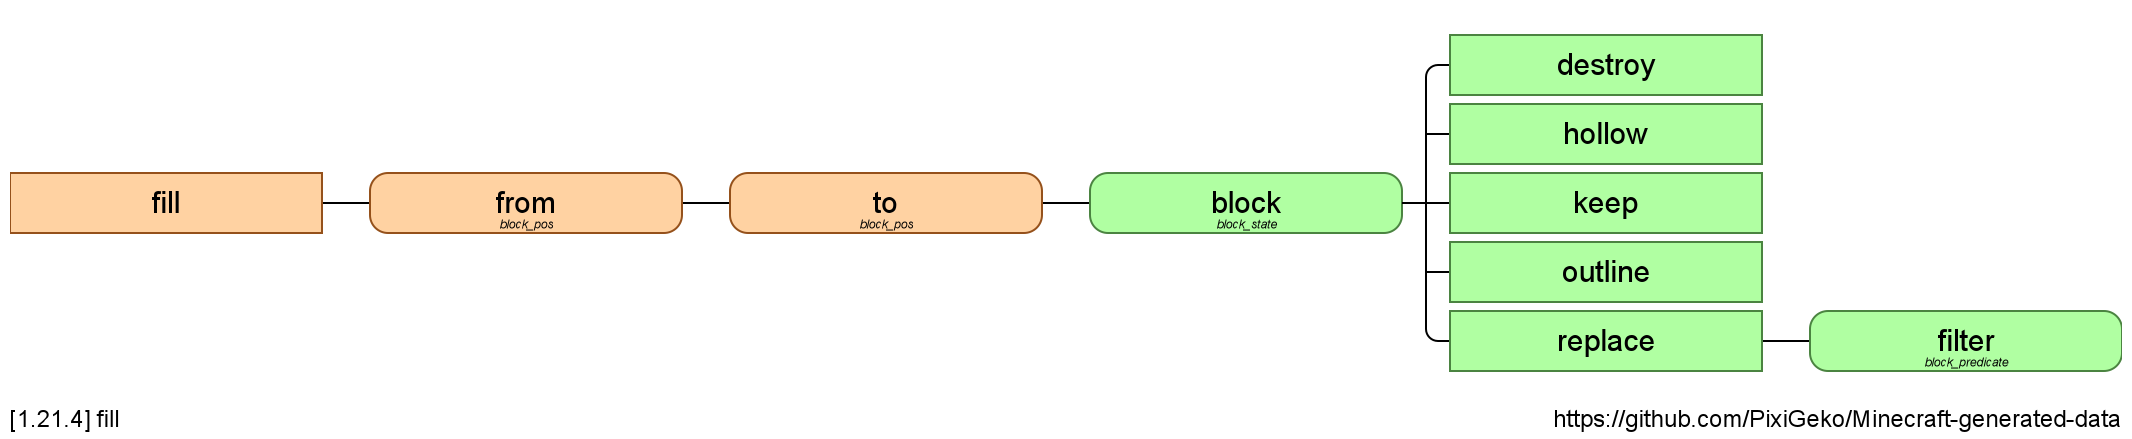 destroy
hollow
fill
from
block_pos
to
block_pos
block
block_state
keep
outline
replace
filter
block_predicate
[1.21.4] fill
https://github.com/PixiGeko/Minecraft-generated-data